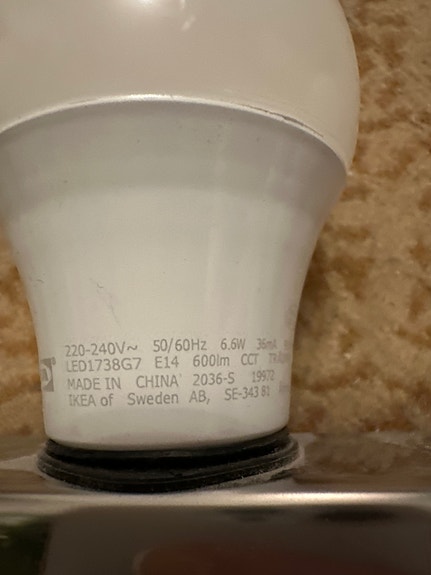 220-240V~ 50/60Hz 6.6W 36mA
LED1738G7 E14 600lm CCT
MADE IN CHINA 2036-S 19972
IKEA of Sweden AB, SE-343 81